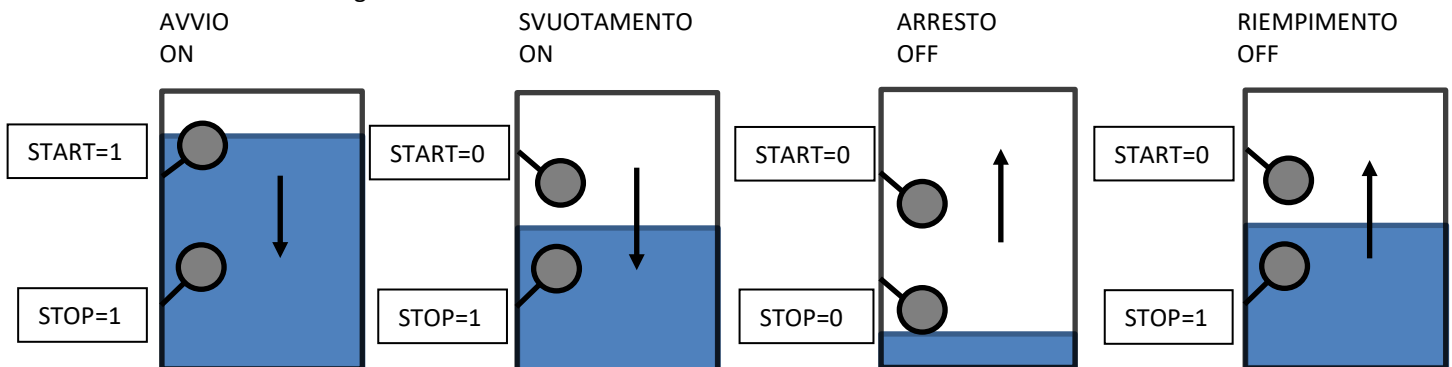 AVVIO
ON
SVUOTAMENTO
ON
ARRESTO
OFF
RIEMPIMENTO
OFF
START=1
START=0
START=0
START=0
STOP=1
STOP=1
STOP=0
STOP=1